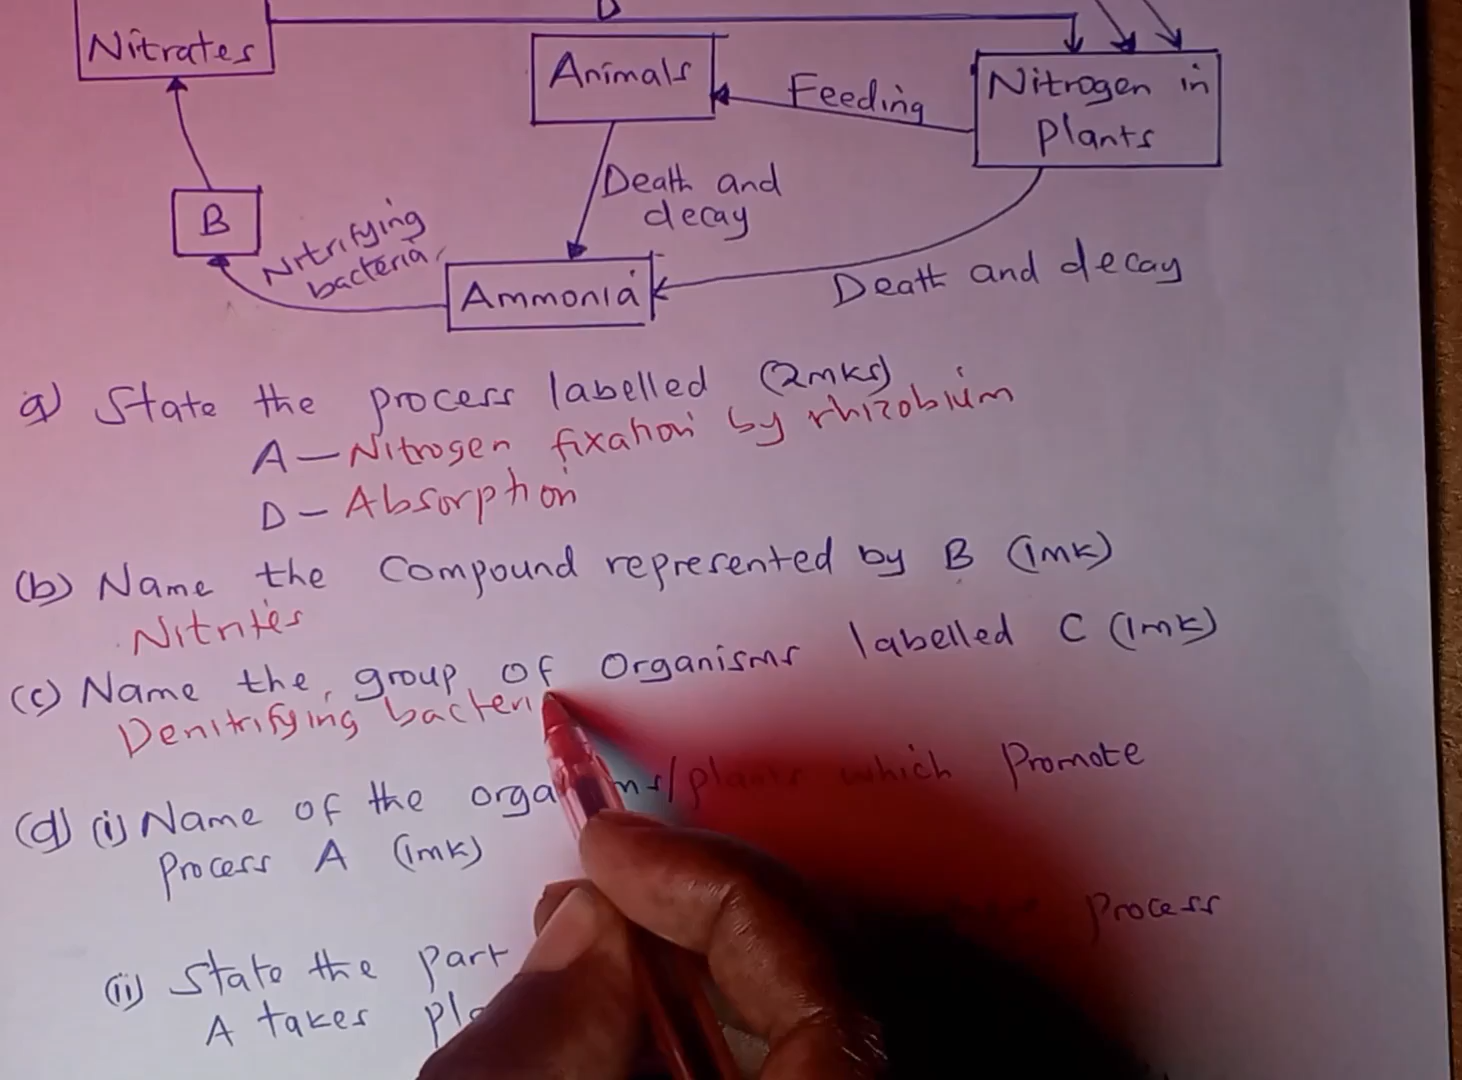 D
Nitrates
Animals
Feeding
Nitrogen in
plants
Death and
decay
B
Nitrifying
bacteria
Ammonia
Death and decay
a) State the process labelled (2mks)
A - Nitrogen fixation by rhizobium
D - Absorption
(b) Name the compound represented by B (1mk)
Nitrites
(c) Name the group of organisms labelled C (1mk)
Denitrifying
(d) (i) Name of the which promote
process A (1mk)
(ii) State the part process
A takes